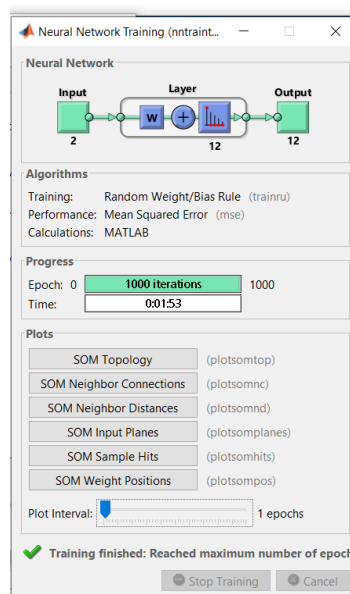 Neural Network Training (nntraint...
Neural Network
Input Layer Output
W
2 12 12
Algorithms
Training: Random Weight/Bias Rule (trainru)
Performance: Mean Squared Error (mse)
Calculations: MATLAB
Progress
Epoch: 0 1000 iterations 1000
Time: 0:01:53
Plots
SOM Topology (plotsomtop)
SOM Neighbor Connections (plotsomnc)
SOM Neighbor Distances (plotsomnd)
SOM Input Planes (plotsomplanes)
SOM Sample Hits (plotsomhits)
SOM Weight Positions (plotsompos)
Plot Interval: 1 epochs
Training finished: Reached maximum number of epoch
Stop Training Cancel